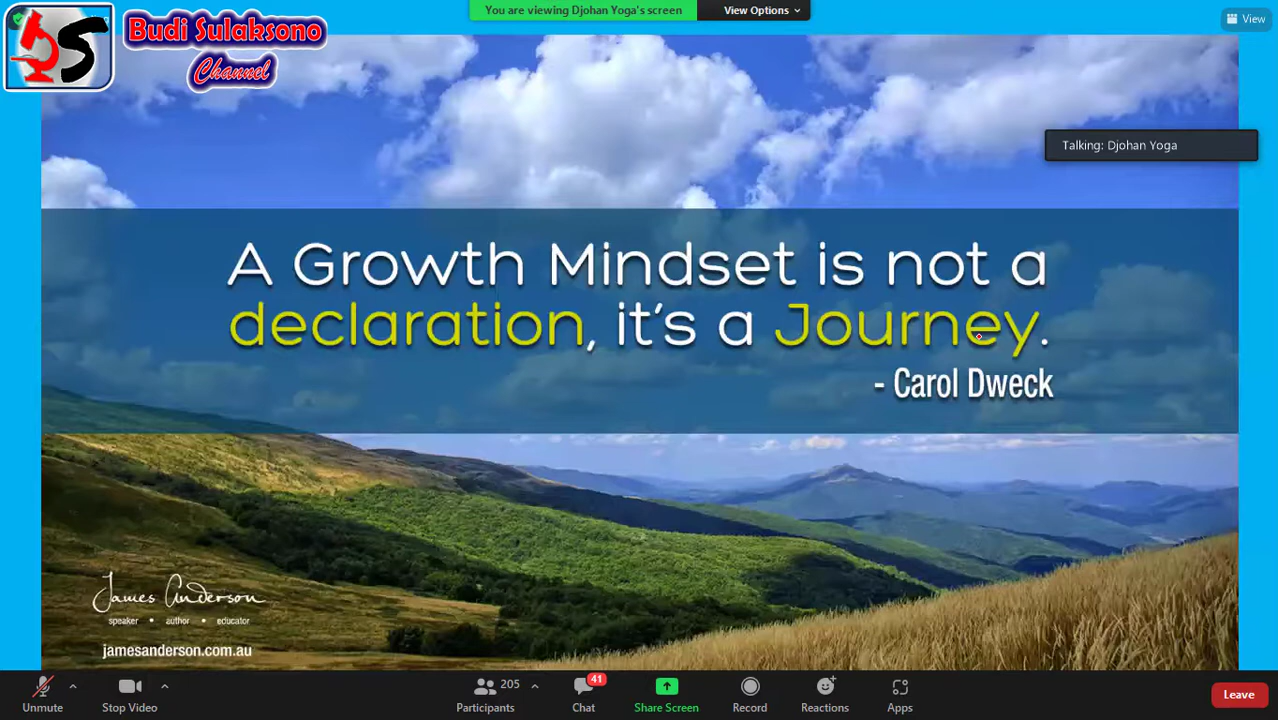 You are viewing Djohan Yoga's screen
View Options
View
Budi Sulaksono
Channel
Talking: Djohan Yoga
A Growth Mindset is not a
declaration, it's a Journey.
- Carol Dweck
James Anderson
speaker • author • educator
jamesanderson.com.au
Unmute
Stop Video
205
Participants
41
Chat
Share Screen
Record
Reactions
Apps
Leave